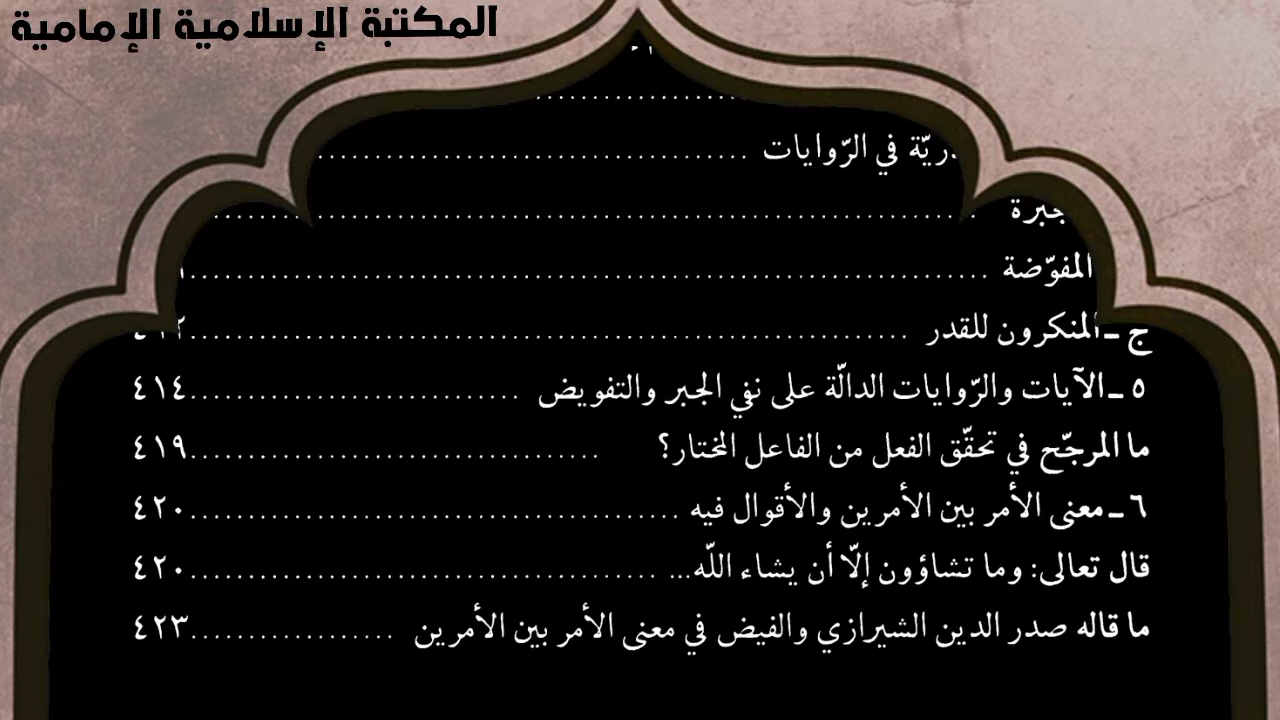 المكتبة الإسلامية الإمامية
في الرّوايات ..........
المفوّضة ..........
ج ـ المنكرون للقدر ..........
٥ ـ الآيات والرّوايات الدالّة على نفي الجبر والتفويض .......... ٤١٤
ما المرجّح في تحقّق الفعل من الفاعل المختار؟ .......... ٤١٩
٦ ـ معنى الأمر بين الأمرين والأقوال فيه .......... ٤٢٠
قال تعالى: وما تشاؤون إلّا أن يشاء اللّه... .......... ٤٢٠
ما قاله صدر الدين الشيرازي والفيض في معنى الأمر بين الأمرين .......... ٤٢٣